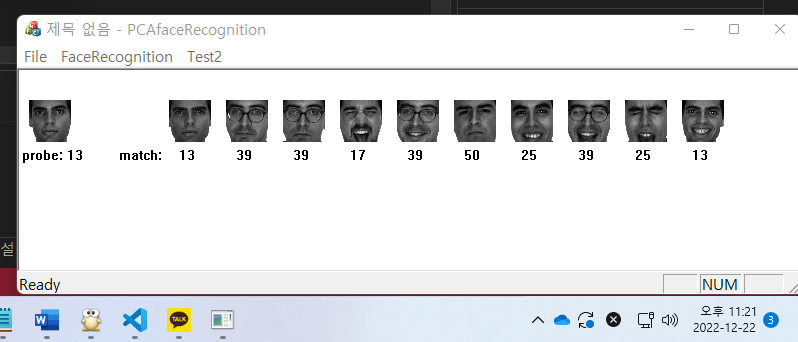 제목 없음 - PCAfaceRecognition
File FaceRecognition Test2
probe: 13 match: 13 39 39 17 39 50 25 39 25 13
설
Ready NUM
TALK
오후 11:21
2022-12-22
3